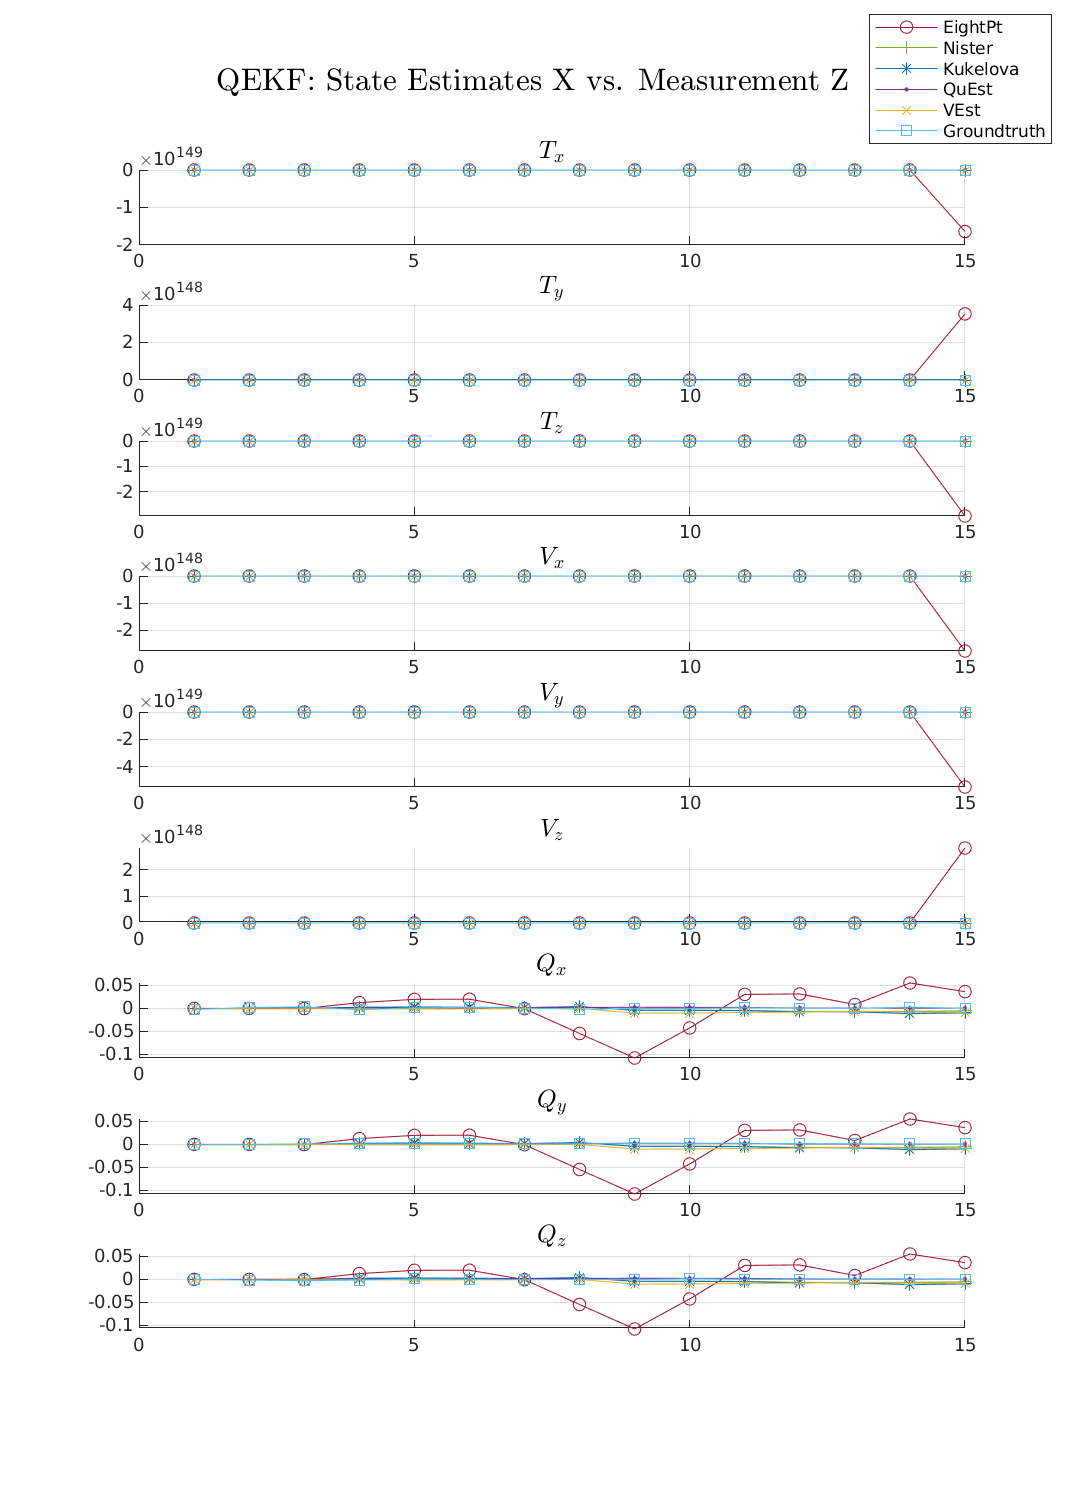 EightPt
Nister
Kukelova
QuEst
VEst
Groundtruth
QEKF: State Estimates X vs. Measurement Z
T_x
×10^149
0
-1
-2
0 5 10 15
T_y
×10^148
4
2
0
0 5 10 15
T_z
×10^149
0
-1
-2
0 5 10 15
V_x
×10^148
0
-1
-2
0 5 10 15
V_y
×10^149
0
-2
-4
0 5 10 15
V_z
×10^148
2
1
0
0 5 10 15
Q_x
0.05
0
-0.05
-0.1
0 5 10 15
Q_y
0.05
0
-0.05
-0.1
0 5 10 15
Q_z
0.05
0
-0.05
-0.1
0 5 10 15